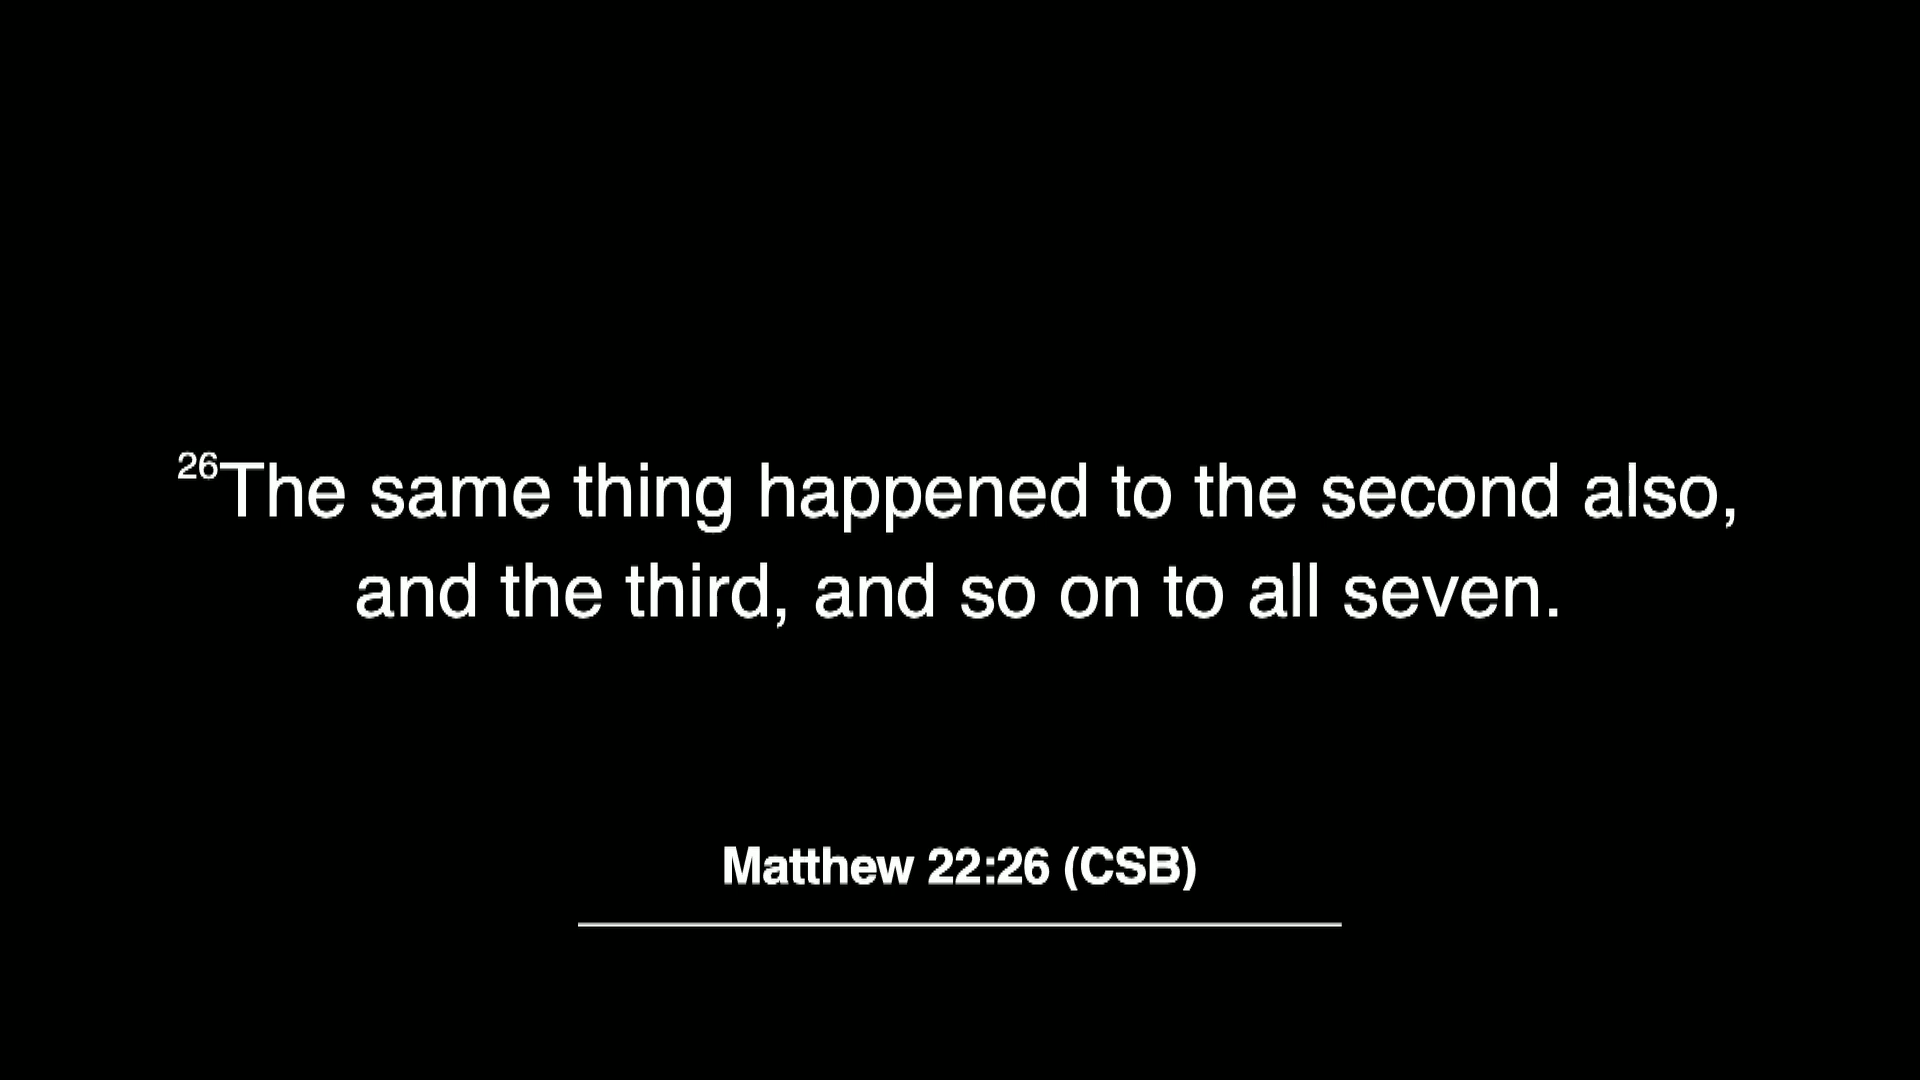 26The same thing happened to the second also,
and the third, and so on to all seven.
Matthew 22:26 (CSB)